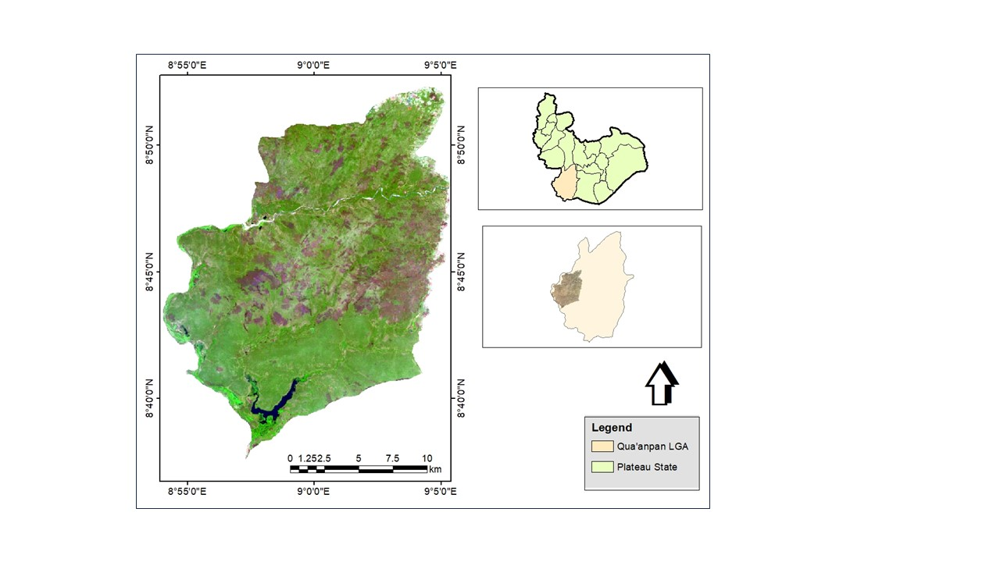 8°55'0"E 9°0'0"E 9°5'0"E
8°50'0"N 8°50'0"N
8°45'0"N 8°45'0"N
8°40'0"N 8°40'0"N
0 1.252.5 5 7.5 10
km
8°55'0"E 9°0'0"E 9°5'0"E
Legend
Qua'anpan LGA
Plateau State